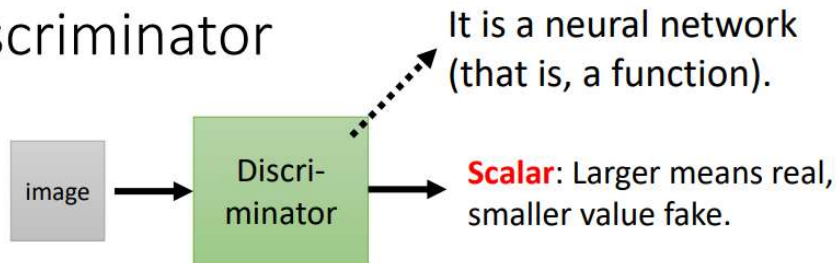 scriminator
It is a neural network
(that is, a function).
image
Discri-
minator
Scalar: Larger means real,
smaller value fake.